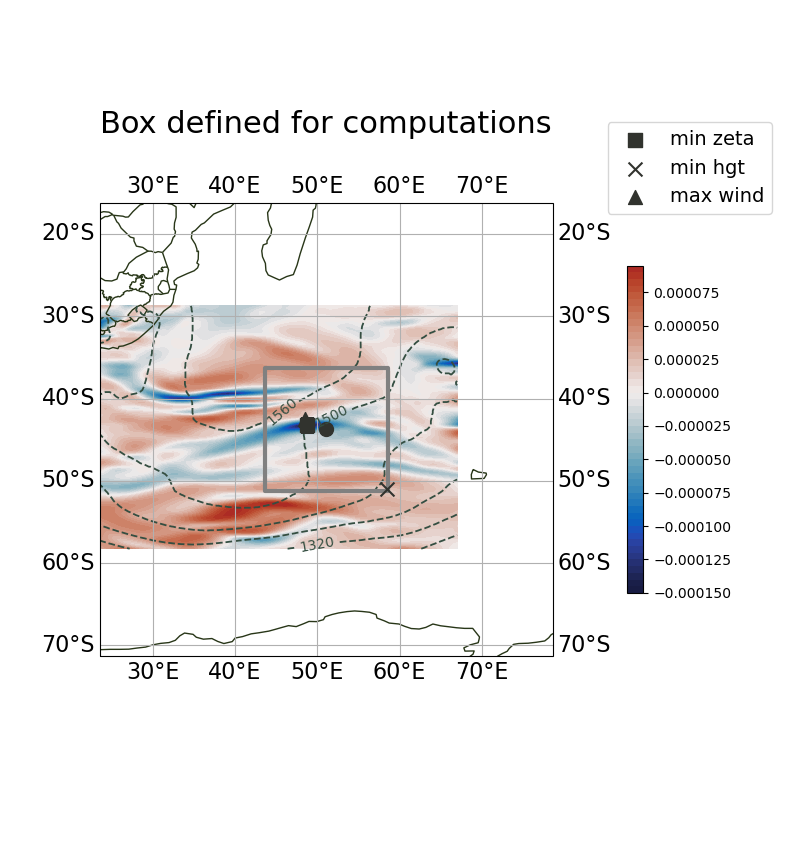 Box defined for computations
min zeta
min hgt
max wind
30°E 40°E 50°E 60°E 70°E
20°S 20°S
30°S 30°S
40°S 40°S
50°S 50°S
60°S 60°S
70°S 70°S
30°E 40°E 50°E 60°E 70°E
1560
1500
1320
0.000075
0.000050
0.000025
0.000000
−0.000025
−0.000050
−0.000075
−0.000100
−0.000125
−0.000150